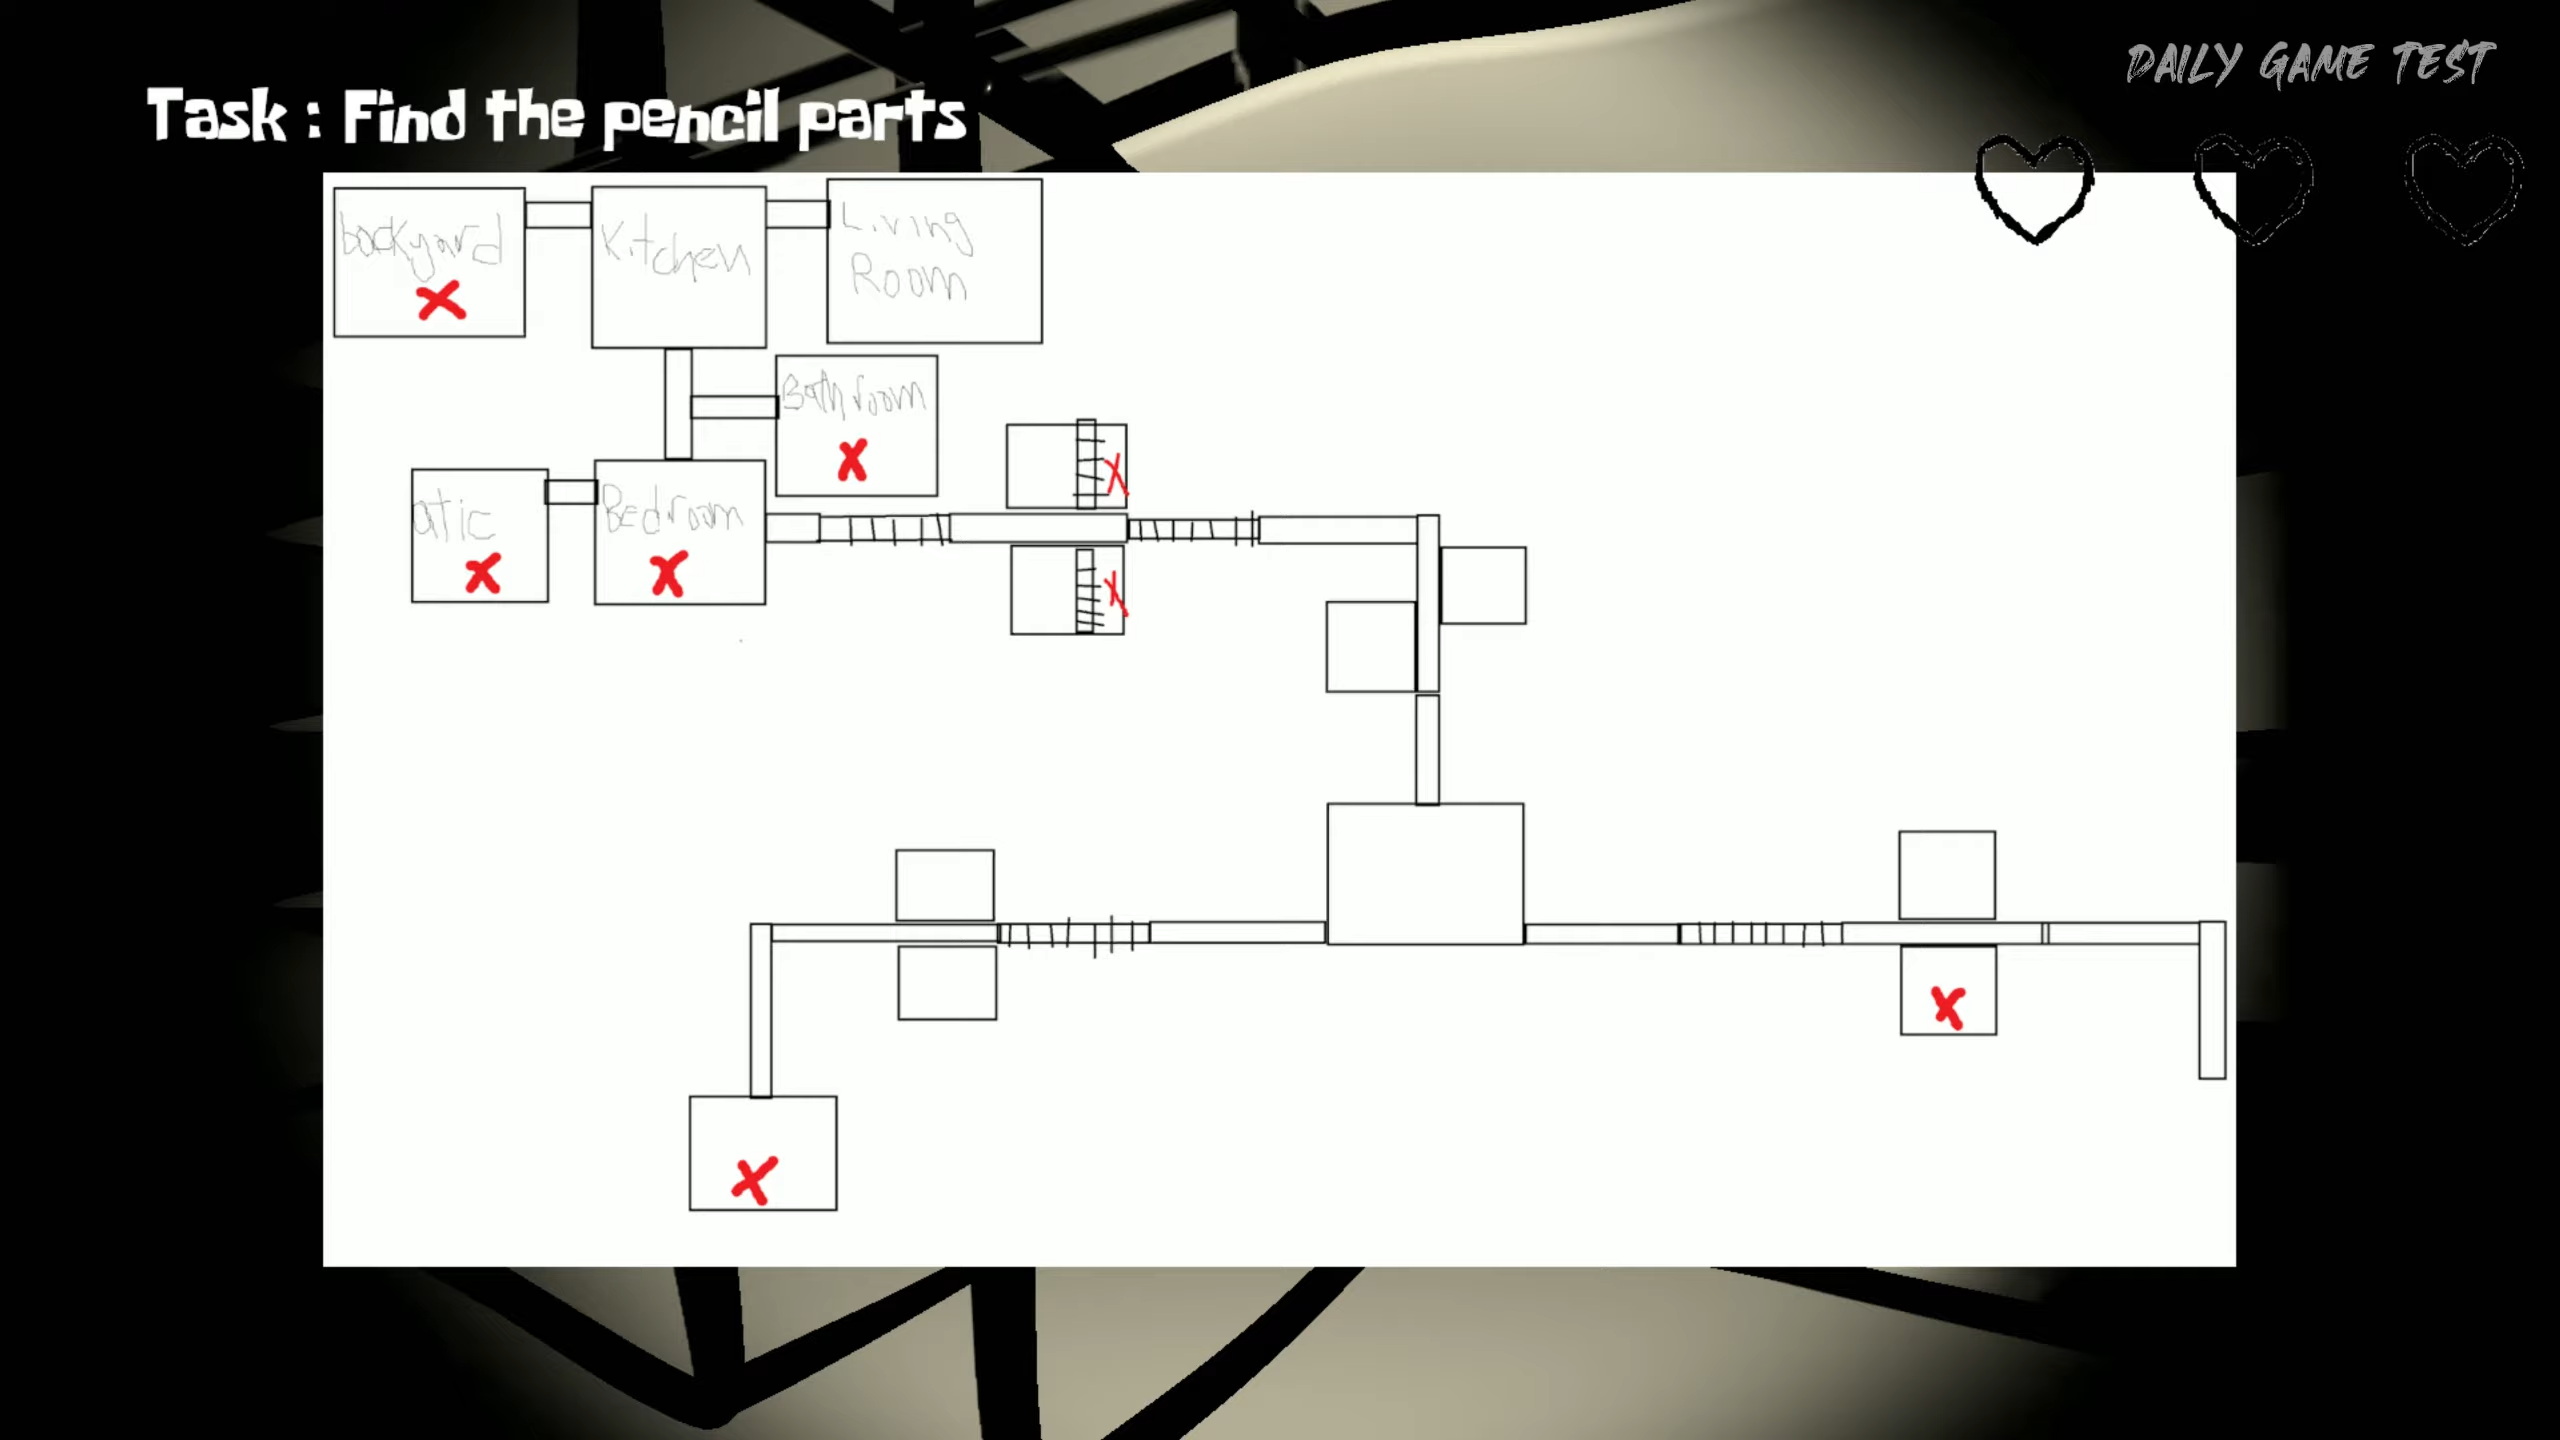 DAILY GAME TEST
Task : Find the pencil parts
backyard
Kitchen
Living
Room
Bathroom
atic
Bedroom